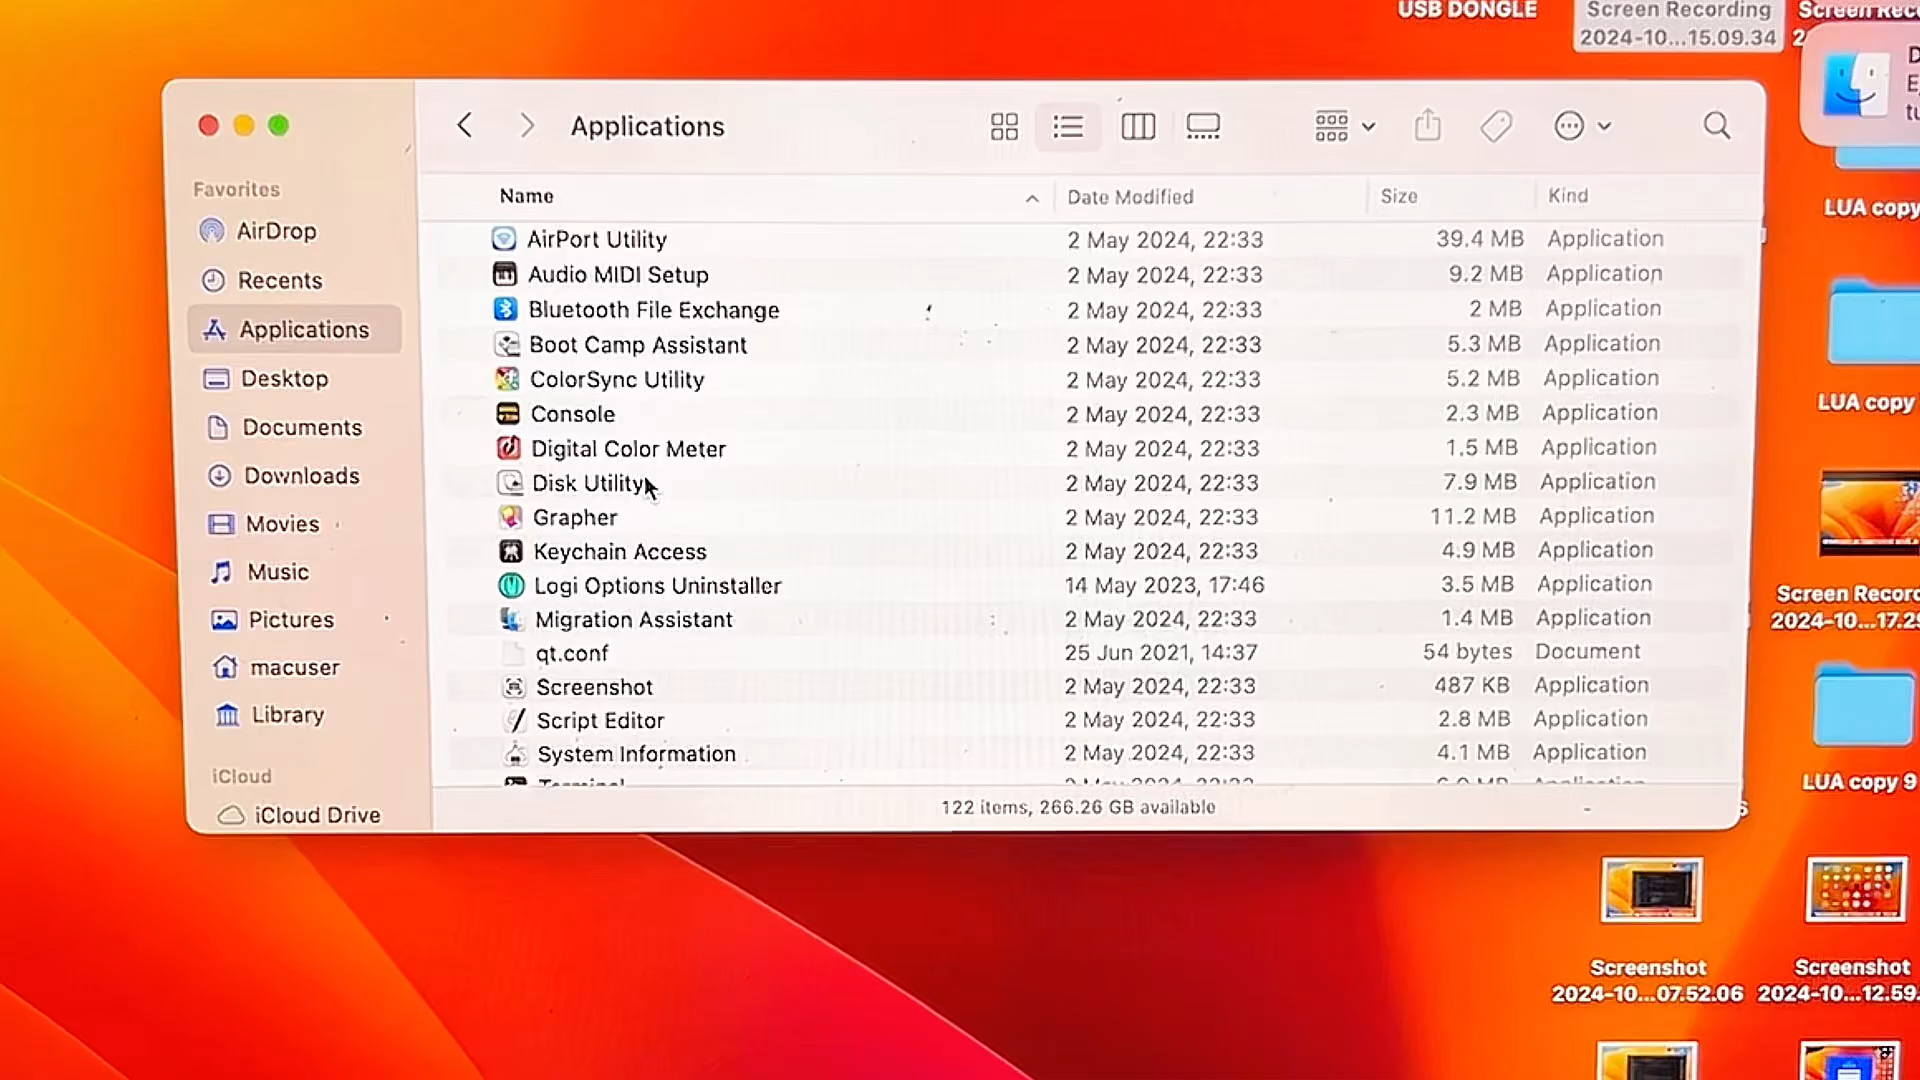 USB DONGLE
Screen Recording
2024-10...15.09.34
Applications
Favorites
AirDrop
Recents
Applications
Desktop
Documents
Downloads
Movies
Music
Pictures
macuser
Library
iCloud
iCloud Drive
Name Date Modified Size Kind
AirPort Utility 2 May 2024, 22:33 39.4 MB Application
Audio MIDI Setup 2 May 2024, 22:33 9.2 MB Application
Bluetooth File Exchange 2 May 2024, 22:33 2 MB Application
Boot Camp Assistant 2 May 2024, 22:33 5.3 MB Application
ColorSync Utility 2 May 2024, 22:33 5.2 MB Application
Console 2 May 2024, 22:33 2.3 MB Application
Digital Color Meter 2 May 2024, 22:33 1.5 MB Application
Disk Utility 2 May 2024, 22:33 7.9 MB Application
Grapher 2 May 2024, 22:33 11.2 MB Application
Keychain Access 2 May 2024, 22:33 4.9 MB Application
Logi Options Uninstaller 14 May 2023, 17:46 3.5 MB Application
Migration Assistant 2 May 2024, 22:33 1.4 MB Application
qt.conf 25 Jun 2021, 14:37 54 bytes Document
Screenshot 2 May 2024, 22:33 487 KB Application
Script Editor 2 May 2024, 22:33 2.8 MB Application
System Information 2 May 2024, 22:33 4.1 MB Application
122 items, 266.26 GB available
LUA copy
LUA copy
Screen Recor
2024-10...17.2
LUA copy 9
Screenshot
2024-10...07.52.06
Screenshot
2024-10...12.59.